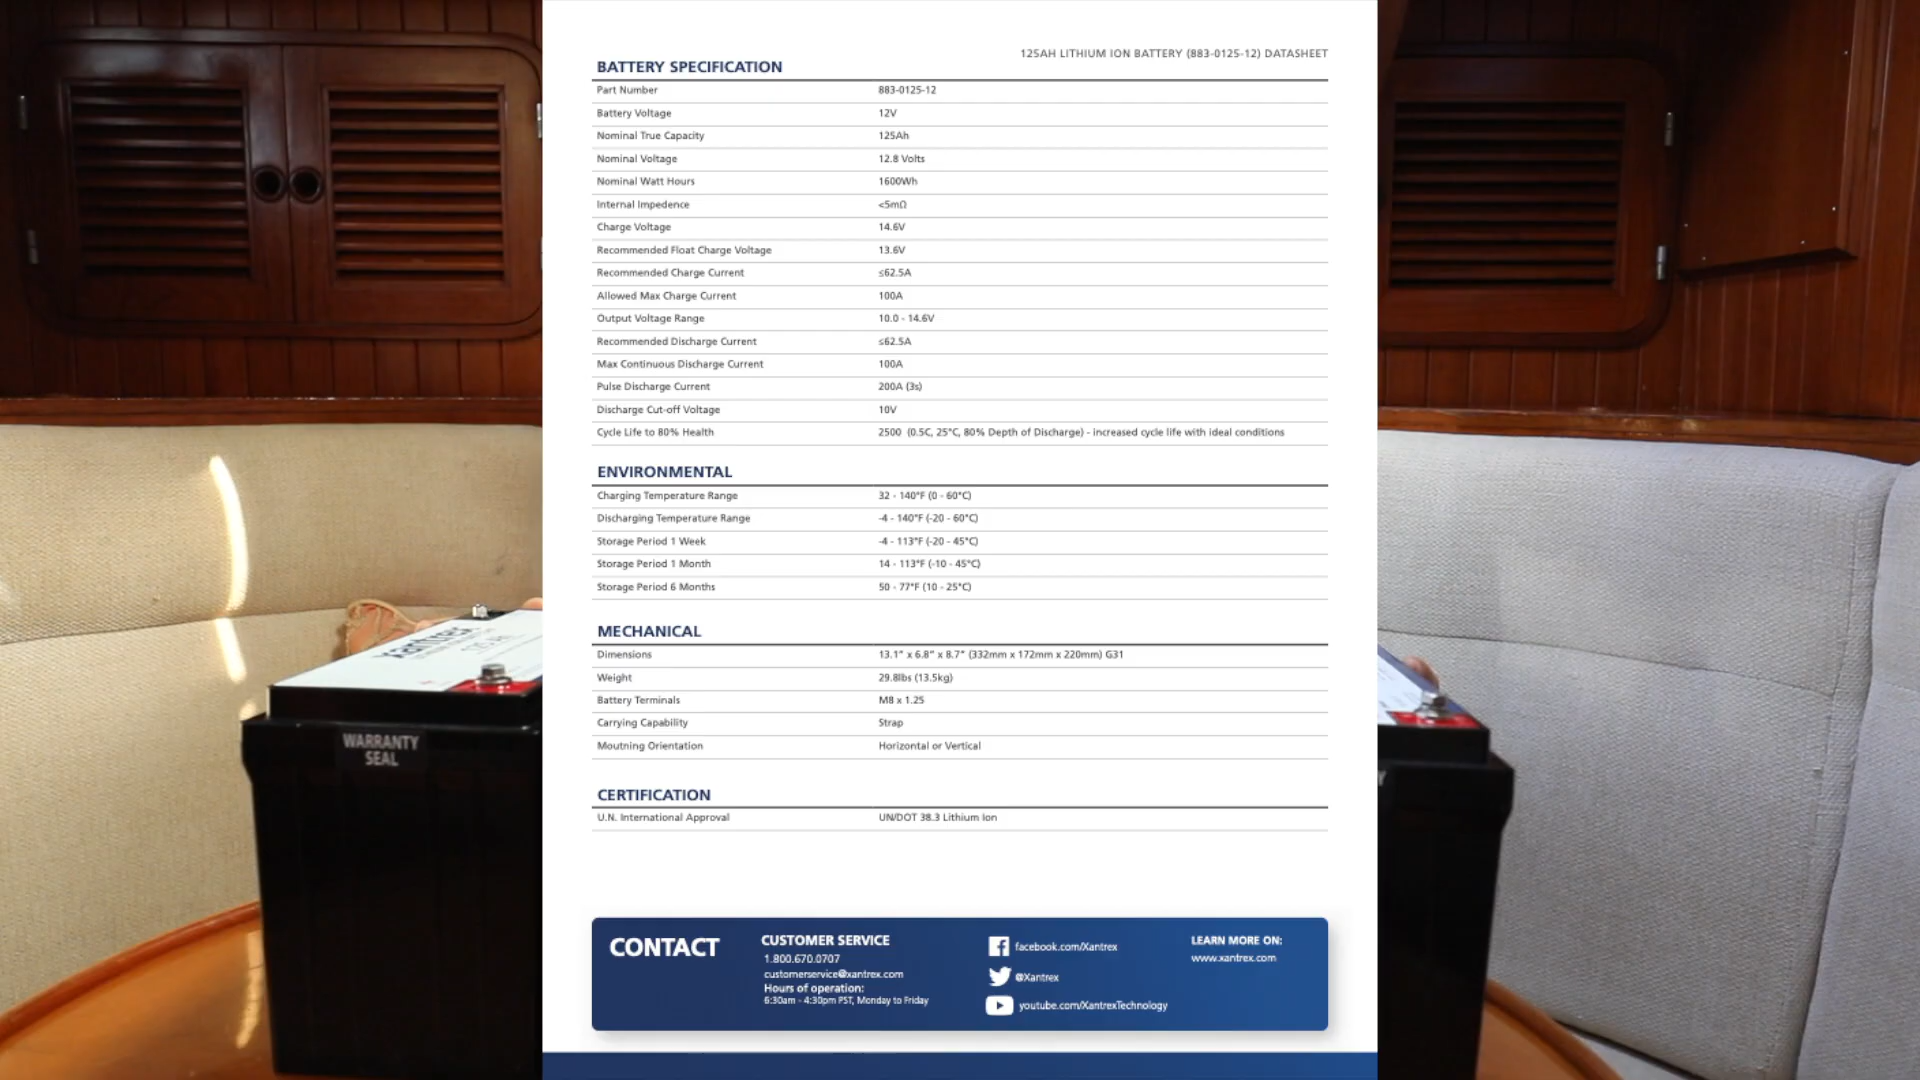 125AH LITHIUM ION BATTERY (883-0125-12) DATASHEET
BATTERY SPECIFICATION
Part Number 883-0125-12
Battery Voltage 12V
Nominal True Capacity 125Ah
Nominal Voltage 12.8 Volts
Nominal Watt Hours 1600Wh
Internal Impedence <5mΩ
Charge Voltage 14.6V
Recommended Float Charge Voltage 13.6V
Recommended Charge Current ≤62.5A
Allowed Max Charge Current 100A
Output Voltage Range 10.0 - 14.6V
Recommended Discharge Current ≤62.5A
Max Continuous Discharge Current 100A
Pulse Discharge Current 200A (3s)
Discharge Cut-off Voltage 10V
Cycle Life to 80% Health 2500 (0.5C, 25°C, 80% Depth of Discharge) - increased cycle life with ideal conditions
ENVIRONMENTAL
Charging Temperature Range 32 - 140°F (0 - 60°C)
Discharging Temperature Range -4 - 140°F (-20 - 60°C)
Storage Period 1 Week -4 - 113°F (-20 - 45°C)
Storage Period 1 Month 14 - 113°F (-10 - 45°C)
Storage Period 6 Months 50 - 77°F (10 - 25°C)
MECHANICAL
Dimensions 13.1" x 6.8" x 8.7" (332mm x 172mm x 220mm) G31
Weight 29.8lbs (13.5kg)
Battery Terminals M8 x 1.25
Carrying Capability Strap
Moutning Orientation Horizontal or Vertical
CERTIFICATION
U.N. International Approval UN/DOT 38.3 Lithium Ion
CONTACT
CUSTOMER SERVICE
1.800.670.0707
customerservice@xantrex.com
Hours of operation:
6:30am - 4:30pm PST, Monday to Friday
facebook.com/Xantrex
@Xantrex
youtube.com/XantrexTechnology
LEARN MORE ON:
www.xantrex.com
xantrex
WARRANTY
SEAL